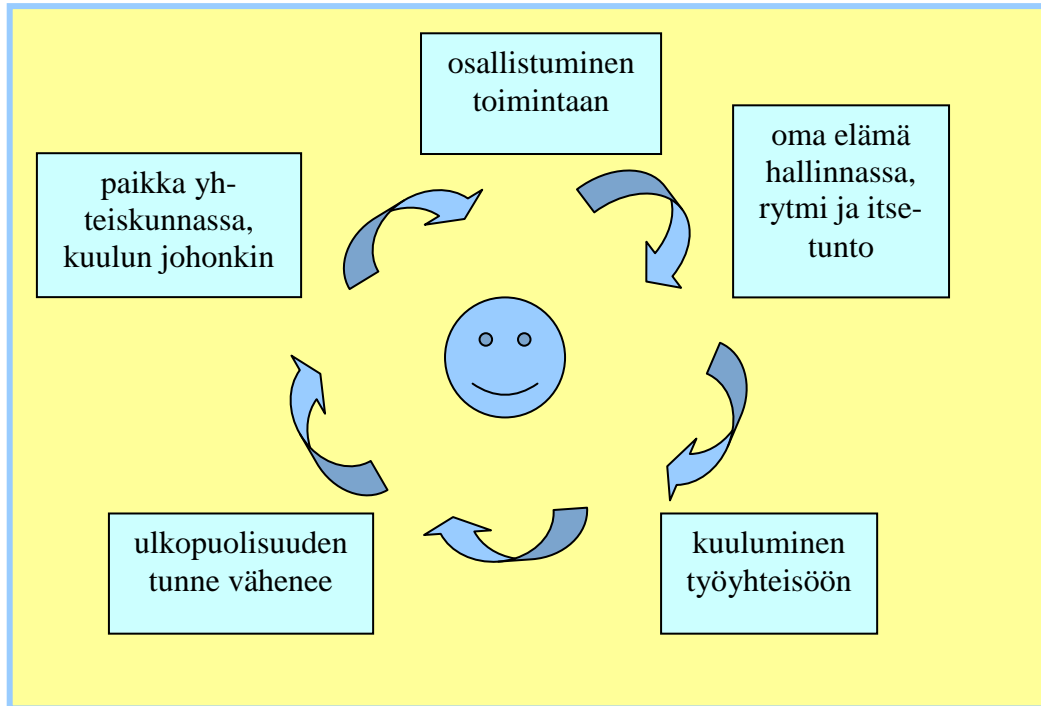 osallistuminen
toimintaan
oma elämä
hallinnassa,
rytmi ja itse-
tunto
kuuluminen
työyhteisöön
ulkopuolisuuden
tunne vähenee
paikka yh-
teiskunnassa,
kuulun johonkin